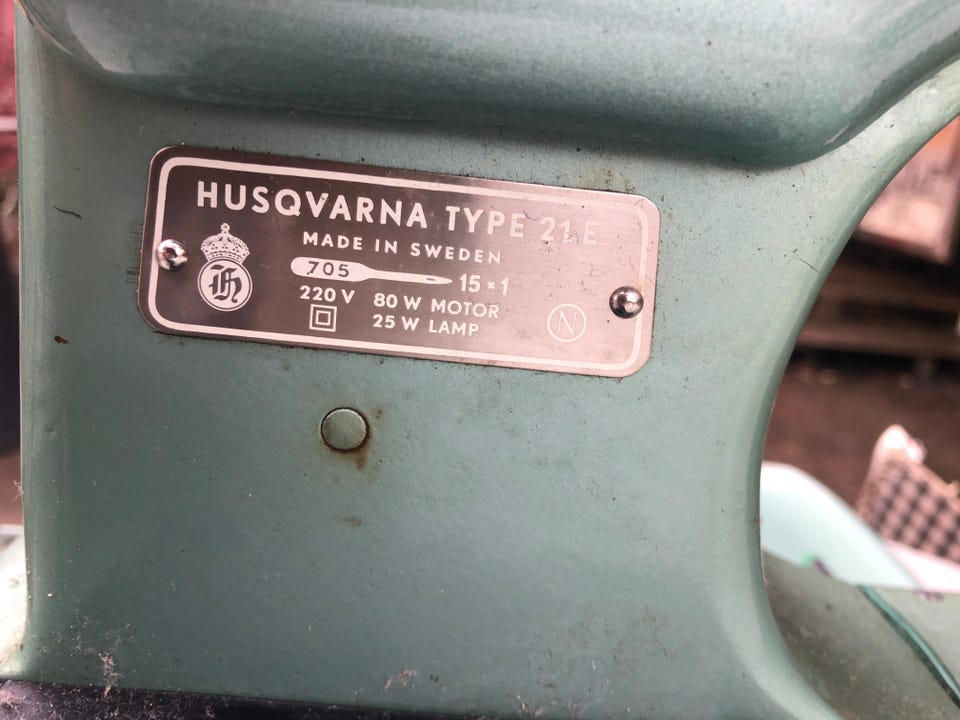 HUSQVARNA TYPE 21 E
MADE IN SWEDEN
705 15×1
220 V 80 W MOTOR
25 W LAMP
H
N